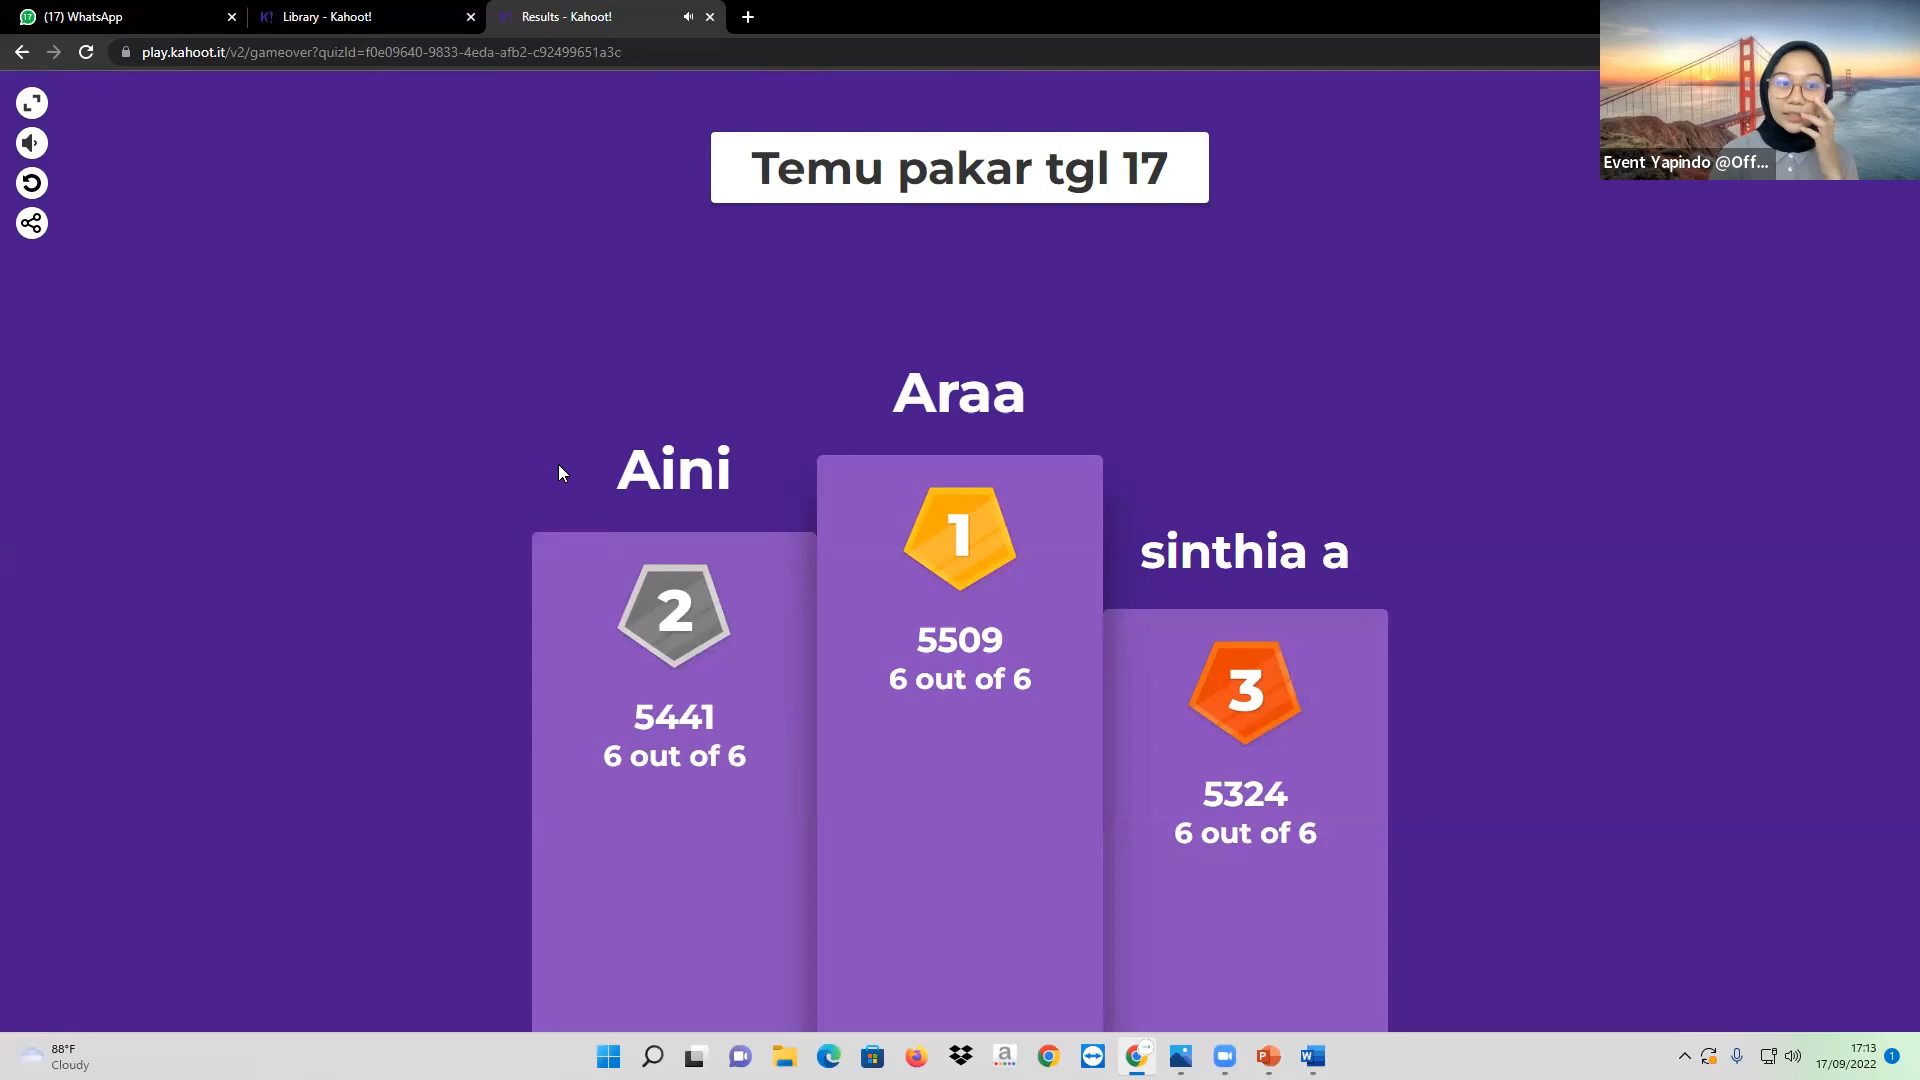 (17) WhatsApp
Library - Kahoot!
Results - Kahoot!
play.kahoot.it/v2/gameover?quizId=f0e09640-9833-4eda-afb2-c92499651a3c
Event Yapindo @Off...
Temu pakar tgl 17
Araa
Aini
sinthia a
1
5509
6 out of 6
2
5441
6 out of 6
3
5324
6 out of 6
88°F
Cloudy
17:13
17/09/2022
1